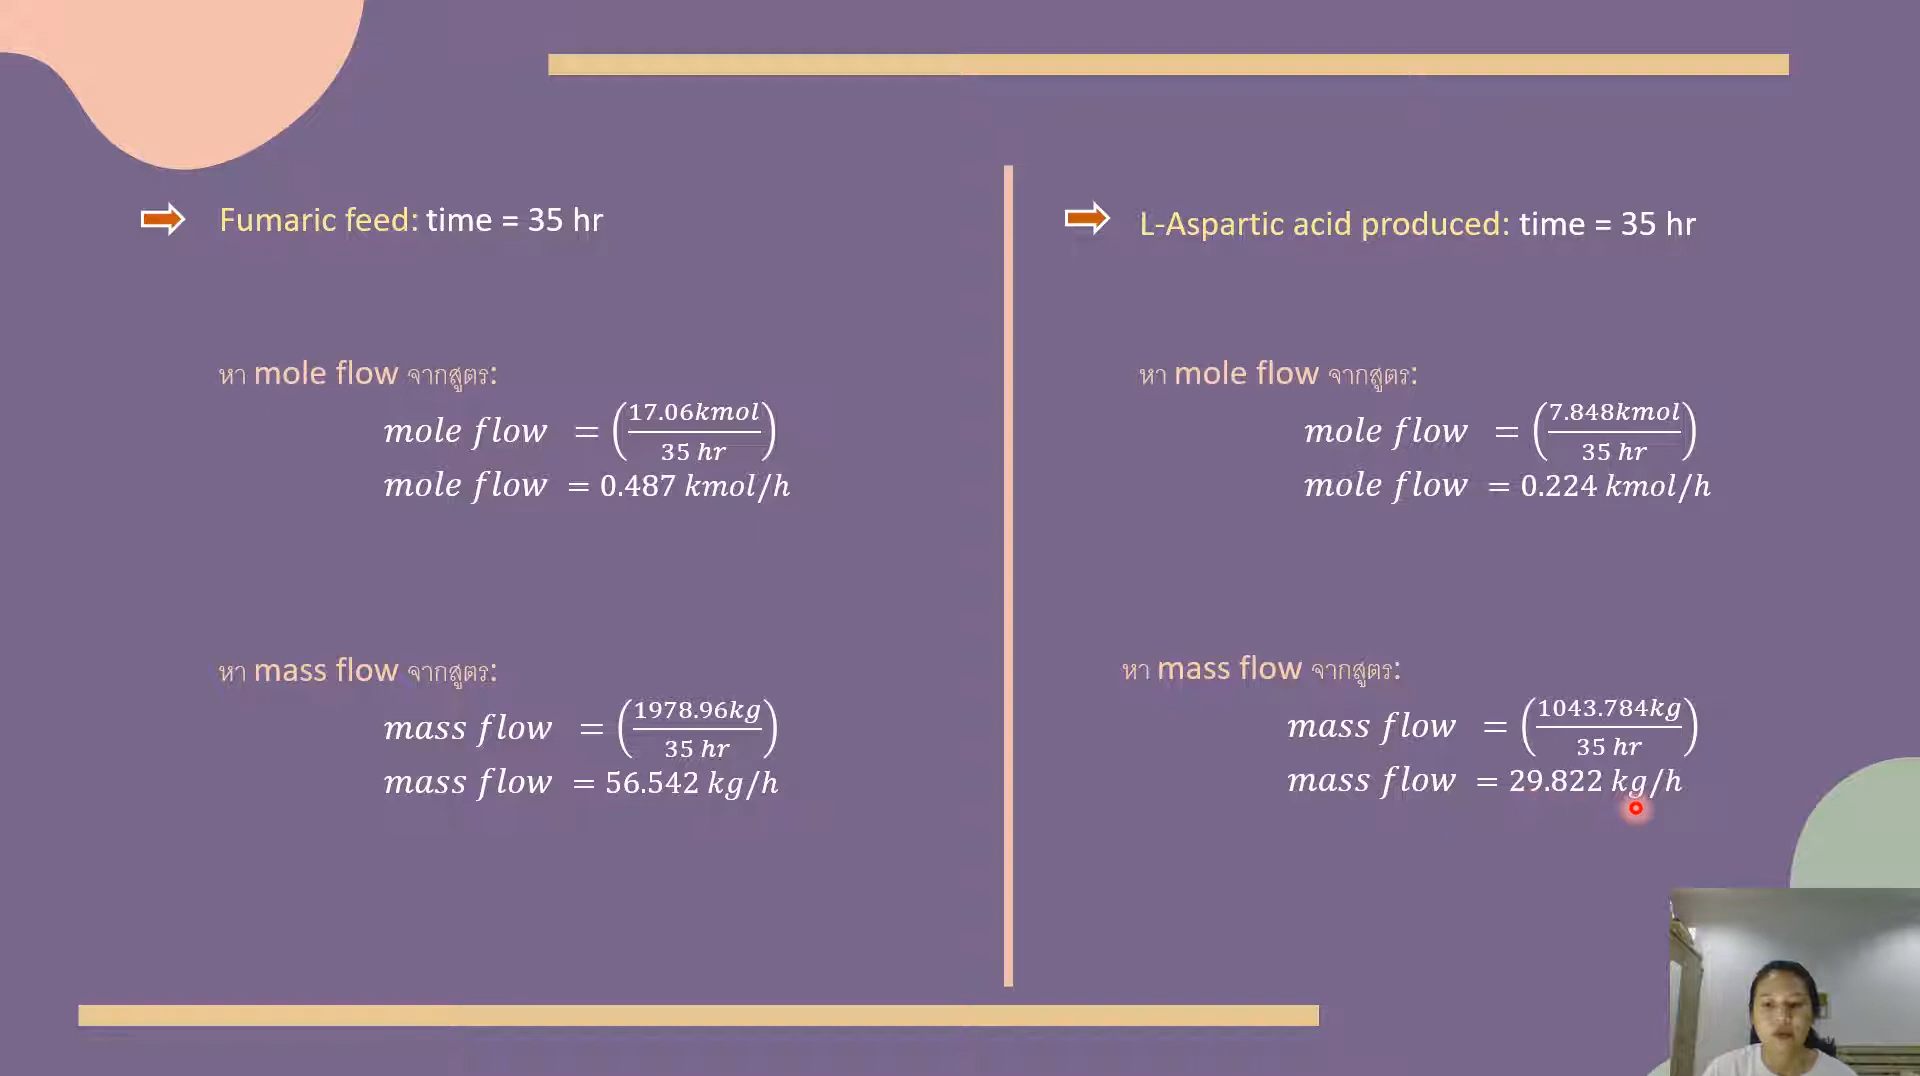 Fumaric feed: time = 35 hr
หา mole flow จากสูตร:
mole flow = (17.06kmol / 35 hr)
mole flow = 0.487 kmol/h
หา mass flow จากสูตร:
mass flow = (1978.96kg / 35 hr)
mass flow = 56.542 kg/h
L-Aspartic acid produced: time = 35 hr
หา mole flow จากสูตร:
mole flow = (7.848kmol / 35 hr)
mole flow = 0.224 kmol/h
หา mass flow จากสูตร:
mass flow = (1043.784kg / 35 hr)
mass flow = 29.822 kg/h